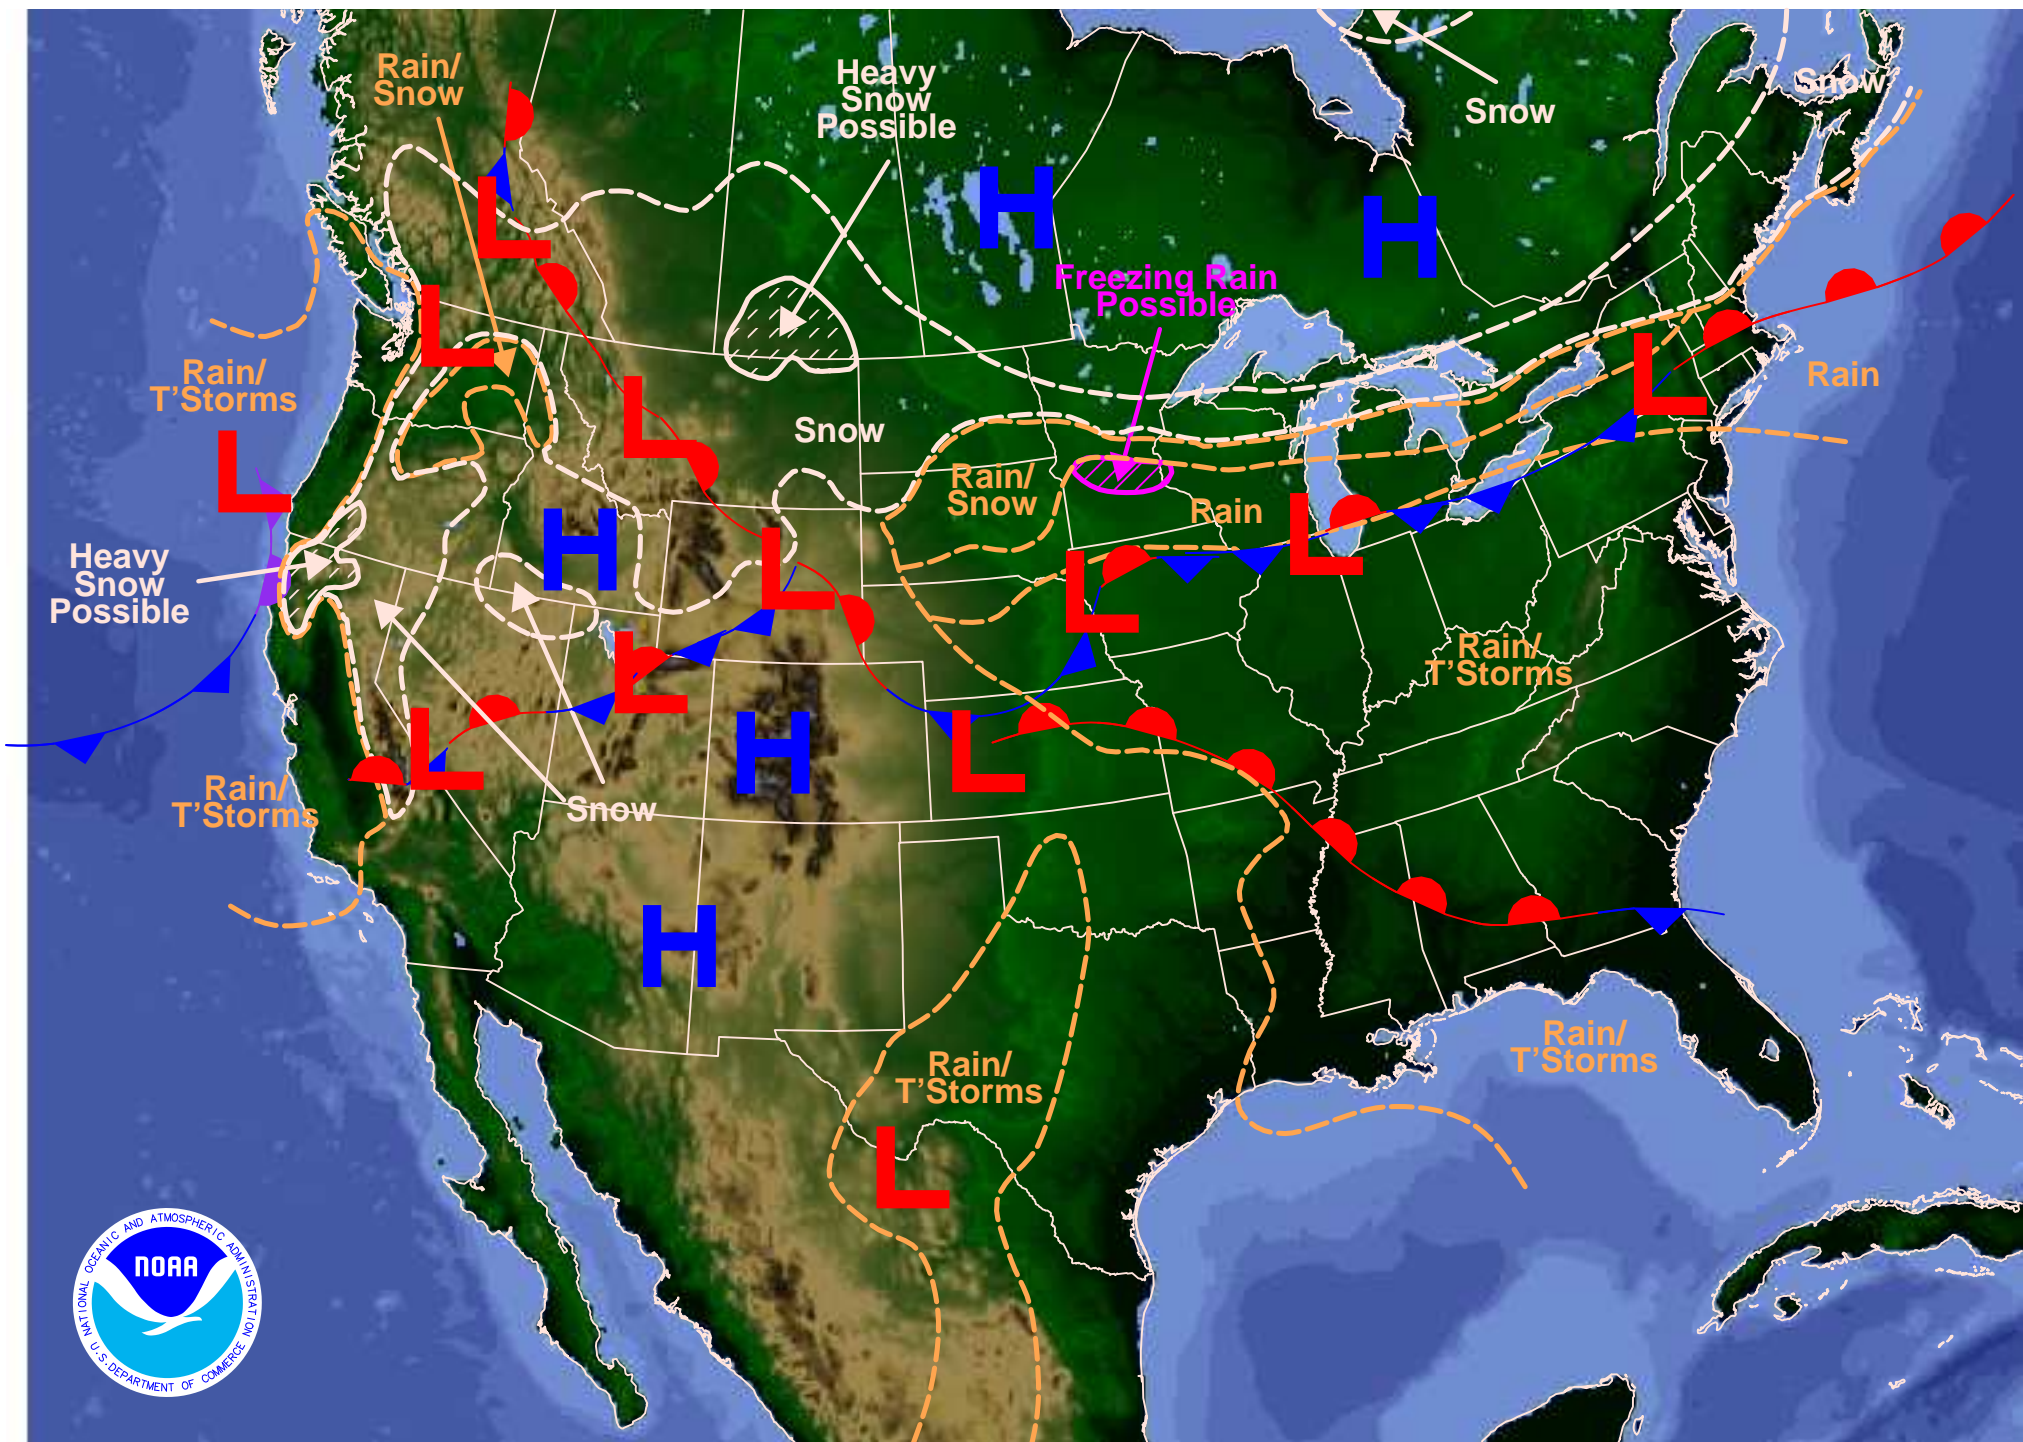 Rain/
Snow
Heavy
Snow
Possible
Snow
Snow
H
H
L
Freezing Rain
Possible
L
Rain/
T'Storms
L
L
Rain
Snow
L
Rain/
Snow
Rain
L
H
Heavy
Snow
Possible
L
L
Rain/
T'Storms
L
L
H
L
Rain/
T'Storms
Snow
H
Rain/
T'Storms
Rain/
T'Storms
L
NATIONAL OCEANIC AND ATMOSPHERIC ADMINISTRATION
NOAA
U.S. DEPARTMENT OF COMMERCE